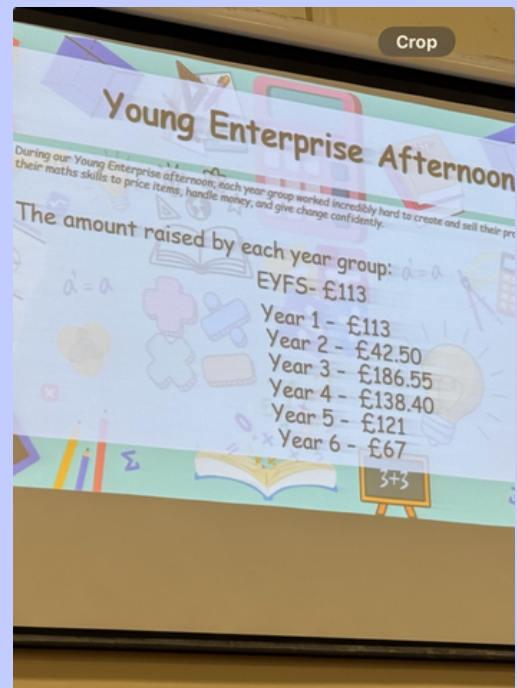 Crop
Young Enterprise Afternoon
During our Young Enterprise afternoon, each year group worked incredibly hard to create and sell their
their maths skills to price items, handle money, and give change confidently.
The amount raised by each year group:
EYFS- £113
Year 1 - £113
Year 2 - £42.50
Year 3 - £186.55
Year 4 - £138.40
Year 5 - £121
Year 6 - £67
a = a
a = a
Σ
3+3